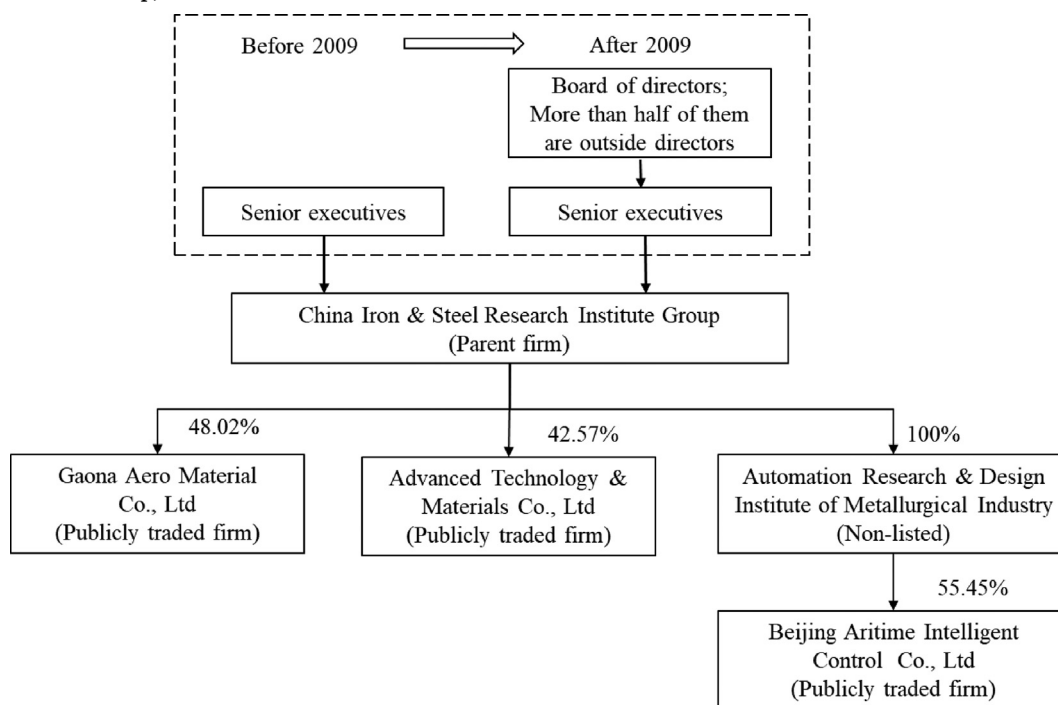 Before 2009
After 2009
Board of directors;
More than half of them
are outside directors
Senior executives
Senior executives
China Iron & Steel Research Institute Group
(Parent firm)
48.02%
42.57%
100%
Gaona Aero Material
Co., Ltd
(Publicly traded firm)
Advanced Technology &
Materials Co., Ltd
(Publicly traded firm)
Automation Research & Design
Institute of Metallurgical Industry
(Non-listed)
55.45%
Beijing Aritime Intelligent
Control Co., Ltd
(Publicly traded firm)